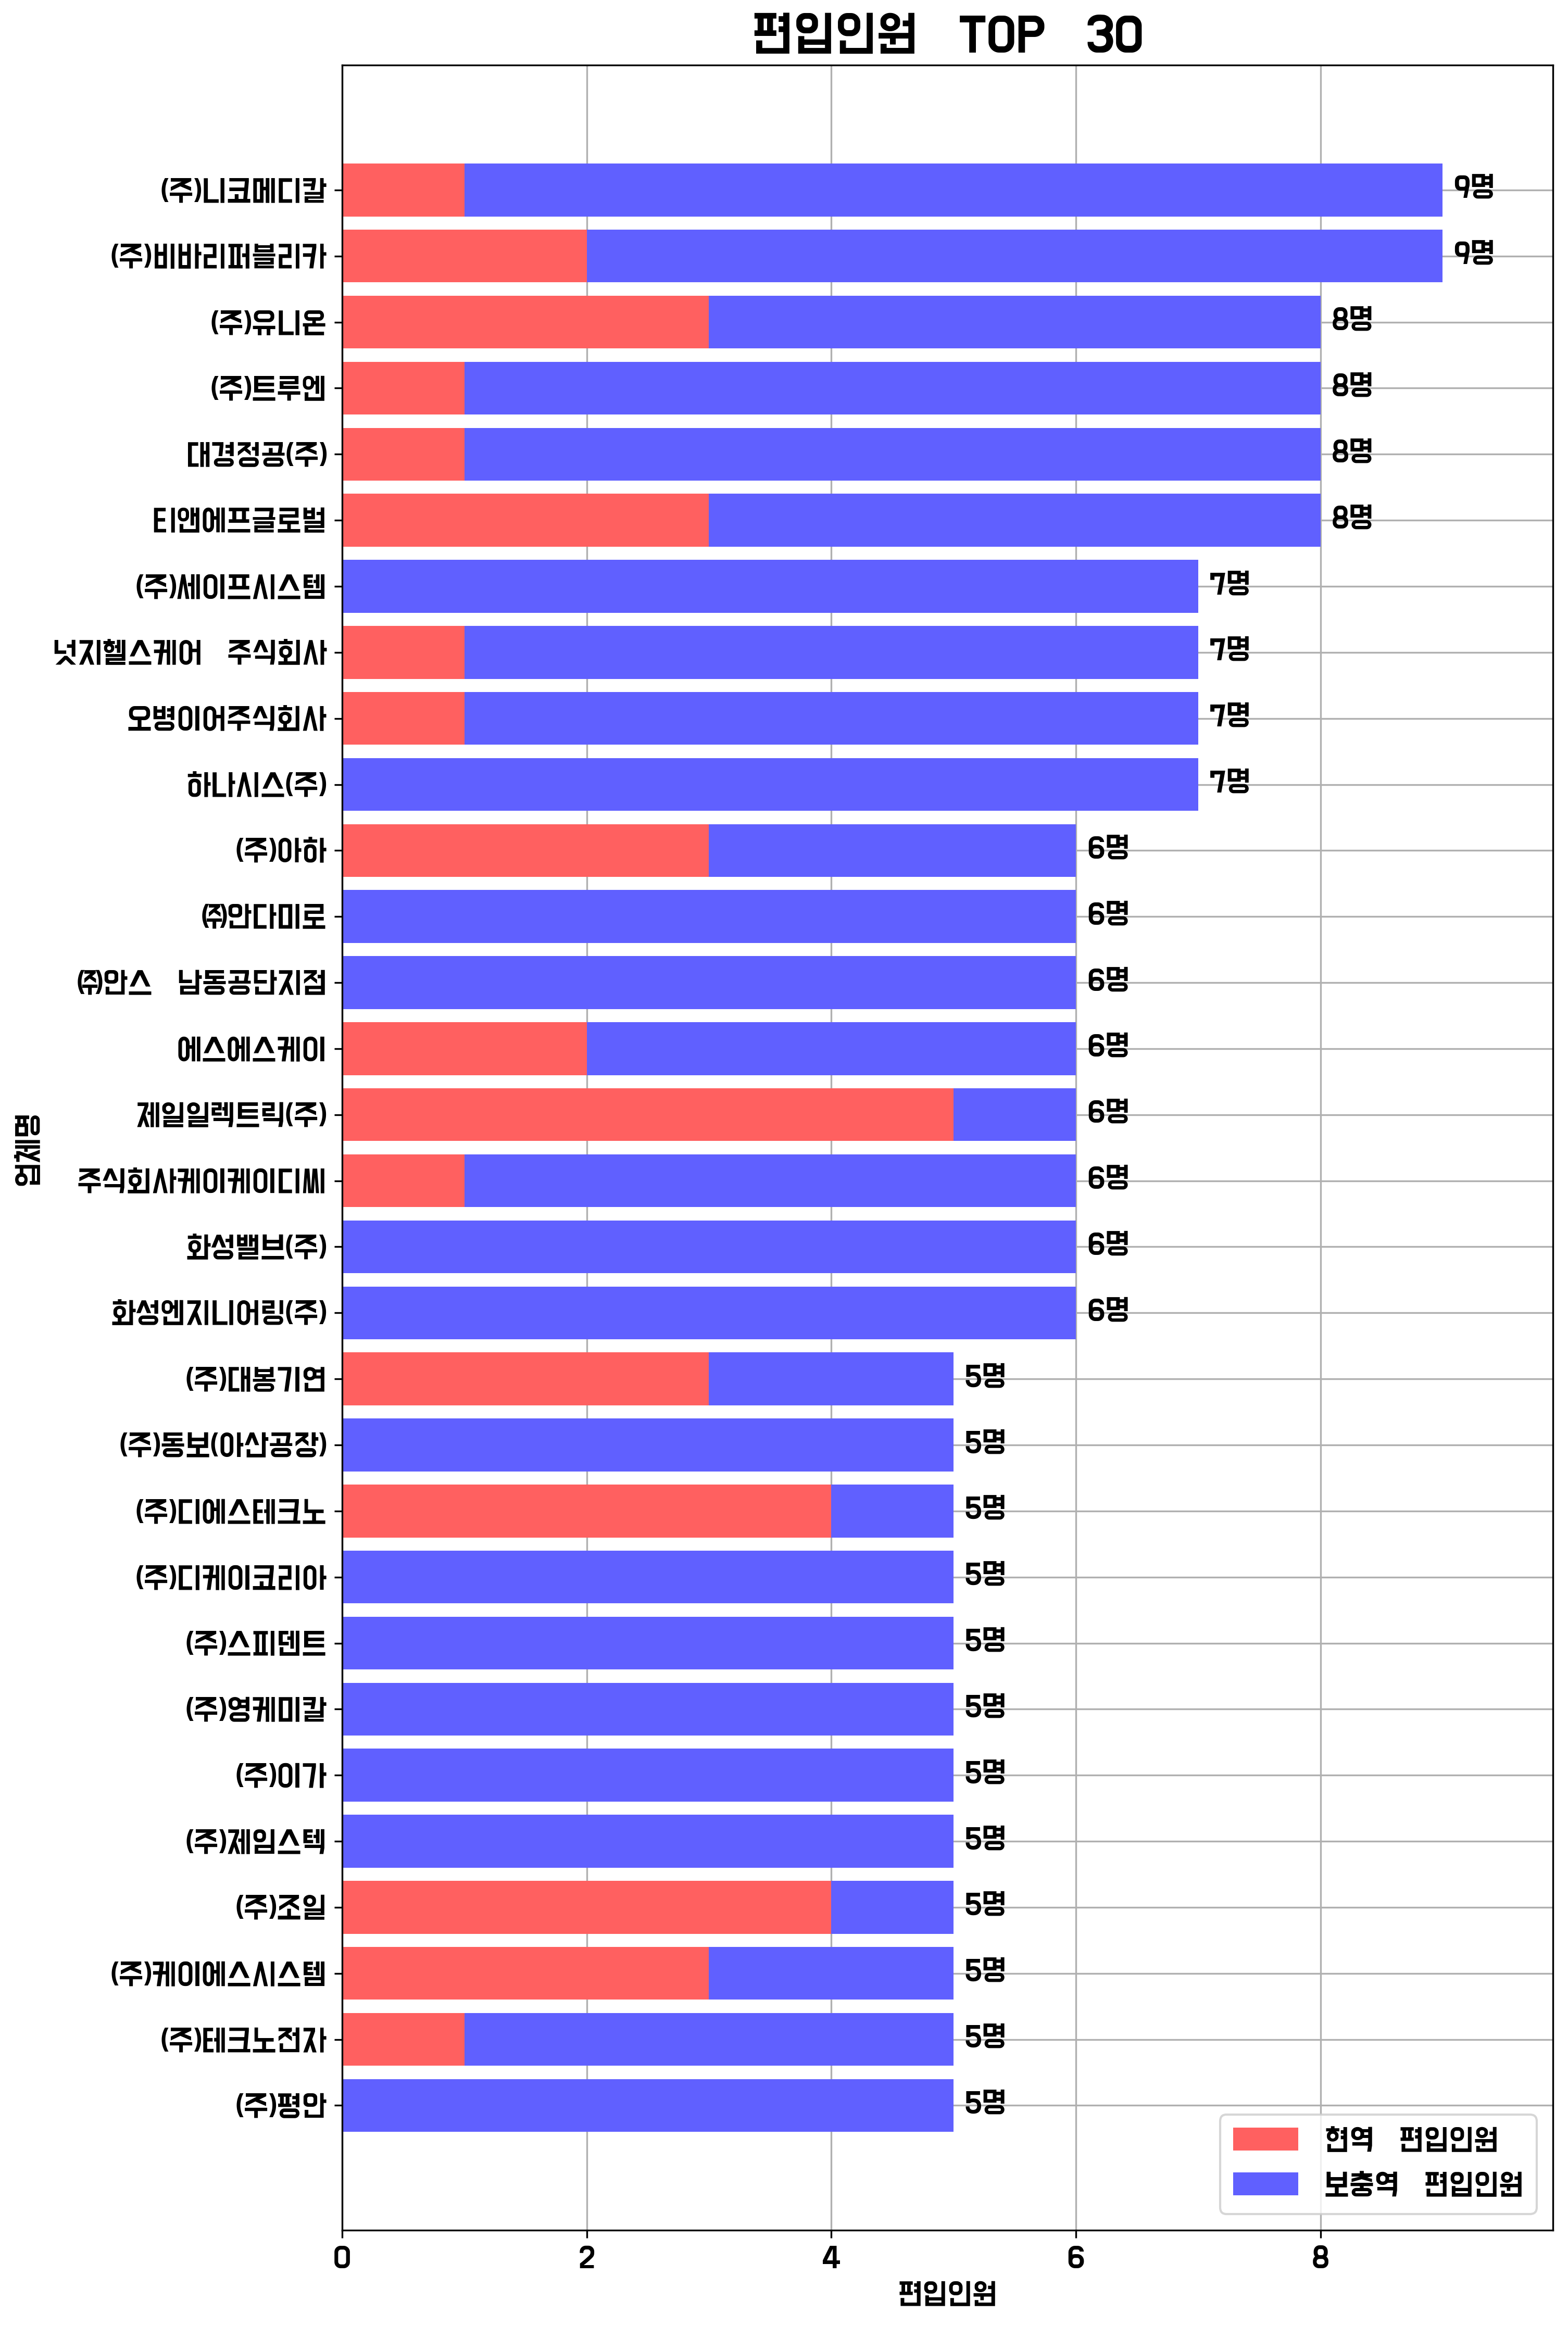 편입인원 TOP 30
(주)니코메디칼 9명
(주)비바리퍼블리카 9명
(주)유니온 8명
(주)트루엔 8명
대경정공(주) 8명
티앤에프글로벌 8명
(주)세이프시스템 7명
넛지헬스케어 주식회사 7명
오병이어주식회사 7명
하나시스(주) 7명
(주)아하 6명
㈜안다미로 6명
㈜안스 남동공단지점 6명
에스에스케이 6명
제일일렉트릭(주) 6명
주식회사케이케이디씨 6명
화성밸브(주) 6명
화성엔지니어링(주) 6명
(주)대봉기연 5명
(주)동보(아산공장) 5명
(주)디에스테크노 5명
(주)디케이코리아 5명
(주)스피덴트 5명
(주)영케미칼 5명
(주)이가 5명
(주)제임스텍 5명
(주)조일 5명
(주)케이에스시스템 5명
(주)테크노전자 5명
(주)평안 5명
업체명
현역 편입인원
보충역 편입인원
0 2 4 6 8
편입인원